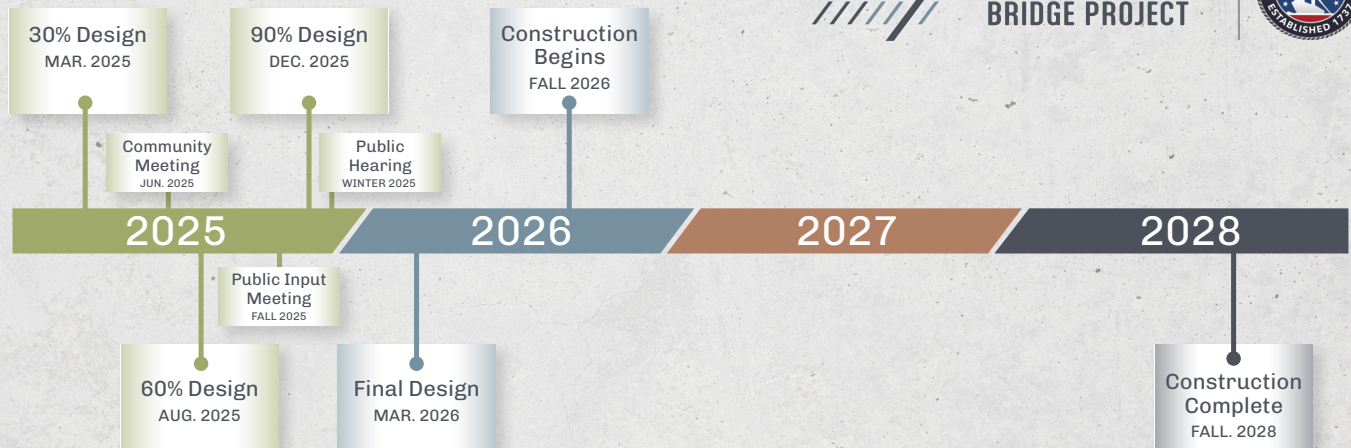 BRIDGE PROJECT
ESTABLISHED 1737
30% Design
MAR. 2025
90% Design
DEC. 2025
Construction
Begins
FALL 2026
Community
Meeting
JUN. 2025
Public
Hearing
WINTER 2025
2025
2026
2027
2028
Public Input
Meeting
FALL 2025
60% Design
AUG. 2025
Final Design
MAR. 2026
Construction
Complete
FALL. 2028